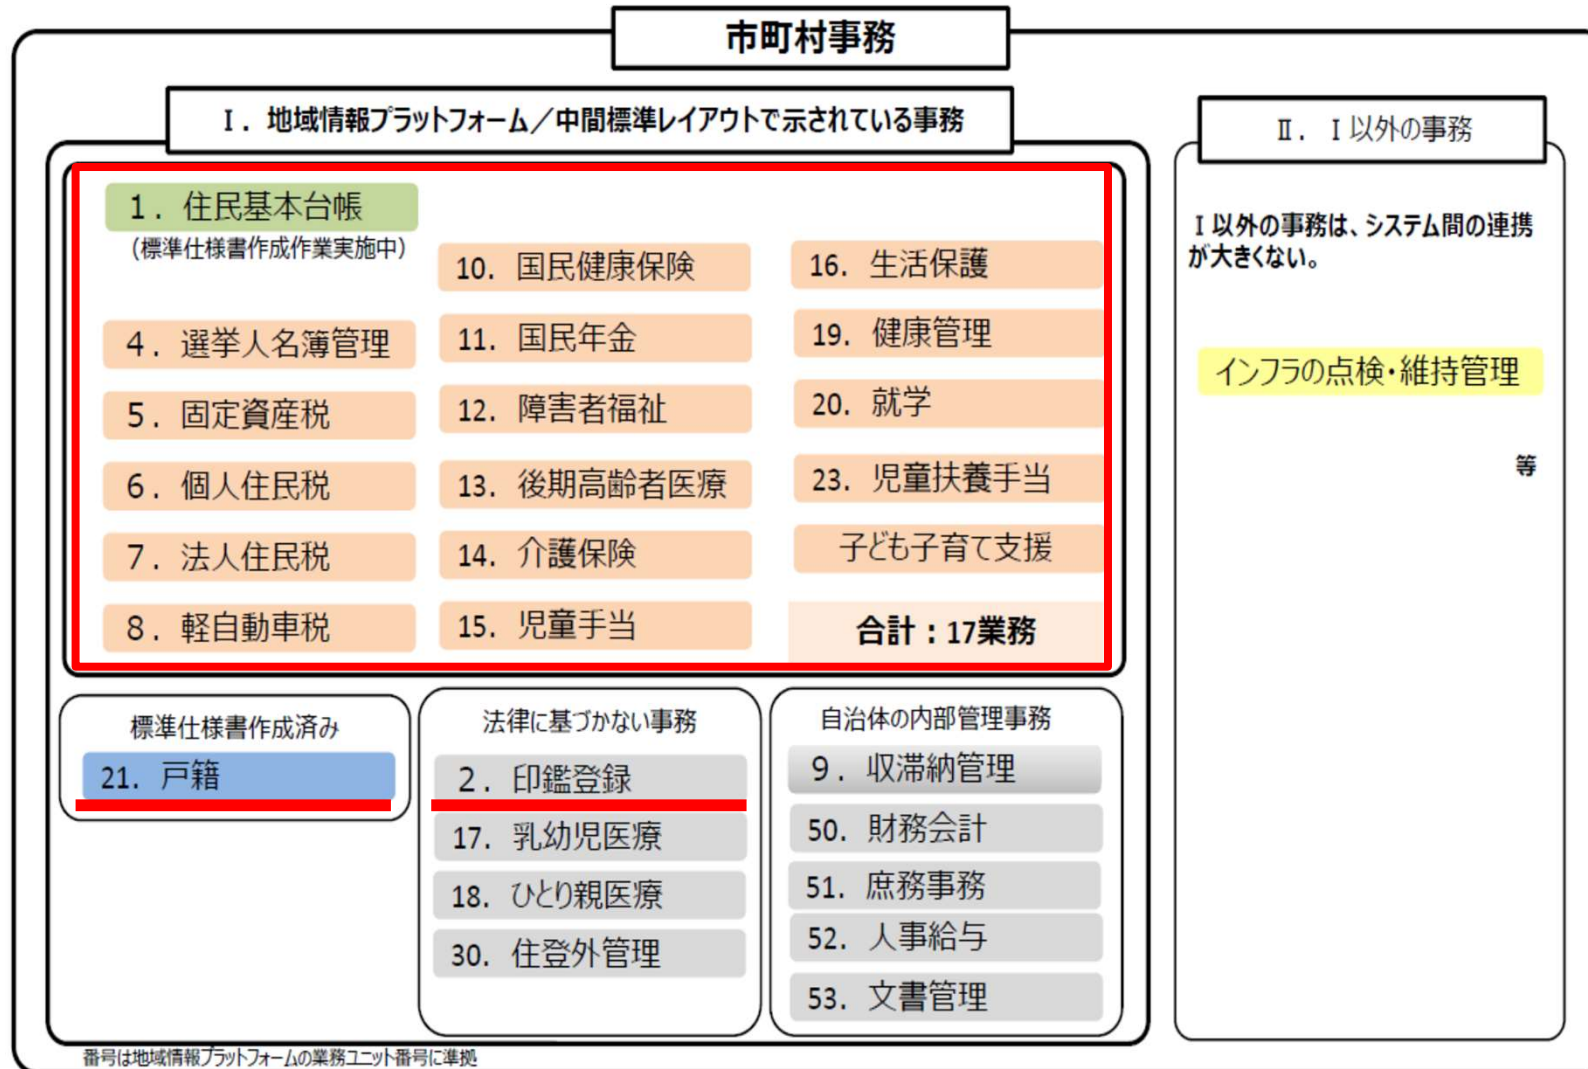 市町村事務
Ⅰ．地域情報プラットフォーム／中間標準レイアウトで示されている事務
1．住民基本台帳
（標準仕様書作成作業実施中）
4．選挙人名簿管理
5．固定資産税
6．個人住民税
7．法人住民税
8．軽自動車税
10．国民健康保険
11．国民年金
12．障害者福祉
13．後期高齢者医療
14．介護保険
15．児童手当
16．生活保護
19．健康管理
20．就学
23．児童扶養手当
子ども子育て支援
合計：17業務
標準仕様書作成済み
21．戸籍
法律に基づかない事務
2．印鑑登録
17．乳幼児医療
18．ひとり親医療
30．住登外管理
自治体の内部管理事務
9．収滞納管理
50．財務会計
51．庶務事務
52．人事給与
53．文書管理
番号は地域情報プラットフォームの業務ユニット番号に準拠
Ⅱ．Ⅰ以外の事務
Ⅰ以外の事務は、システム間の連携
が大きくない。
インフラの点検・維持管理
等